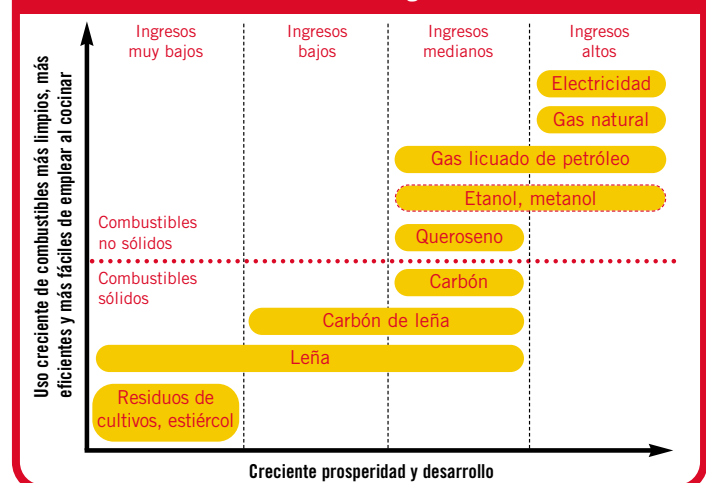 Ingresos
muy bajos
Ingresos
bajos
Ingresos
medianos
Ingresos
altos
Uso creciente de combustibles más limpios, más
eficientes y más fáciles de emplear al cocinar
Electricidad
Gas natural
Gas licuado de petróleo
Etanol, metanol
Combustibles
no sólidos
Queroseno
Combustibles
sólidos
Carbón
Carbón de leña
Leña
Residuos de
cultivos, estiércol
Creciente prosperidad y desarrollo